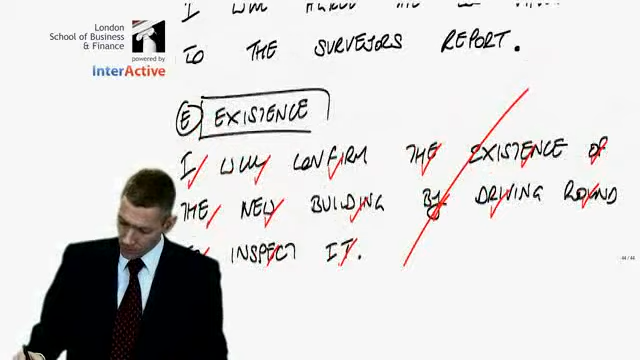 London
School of Business
& Finance
powered by
InterActive
TO THE SURVEYORS REPORT.
E EXISTENCE
I WILL CONFIRM THE EXISTENCE OF
THE NEW BUILDING BY DRIVING ROUND
INSPECT IT.